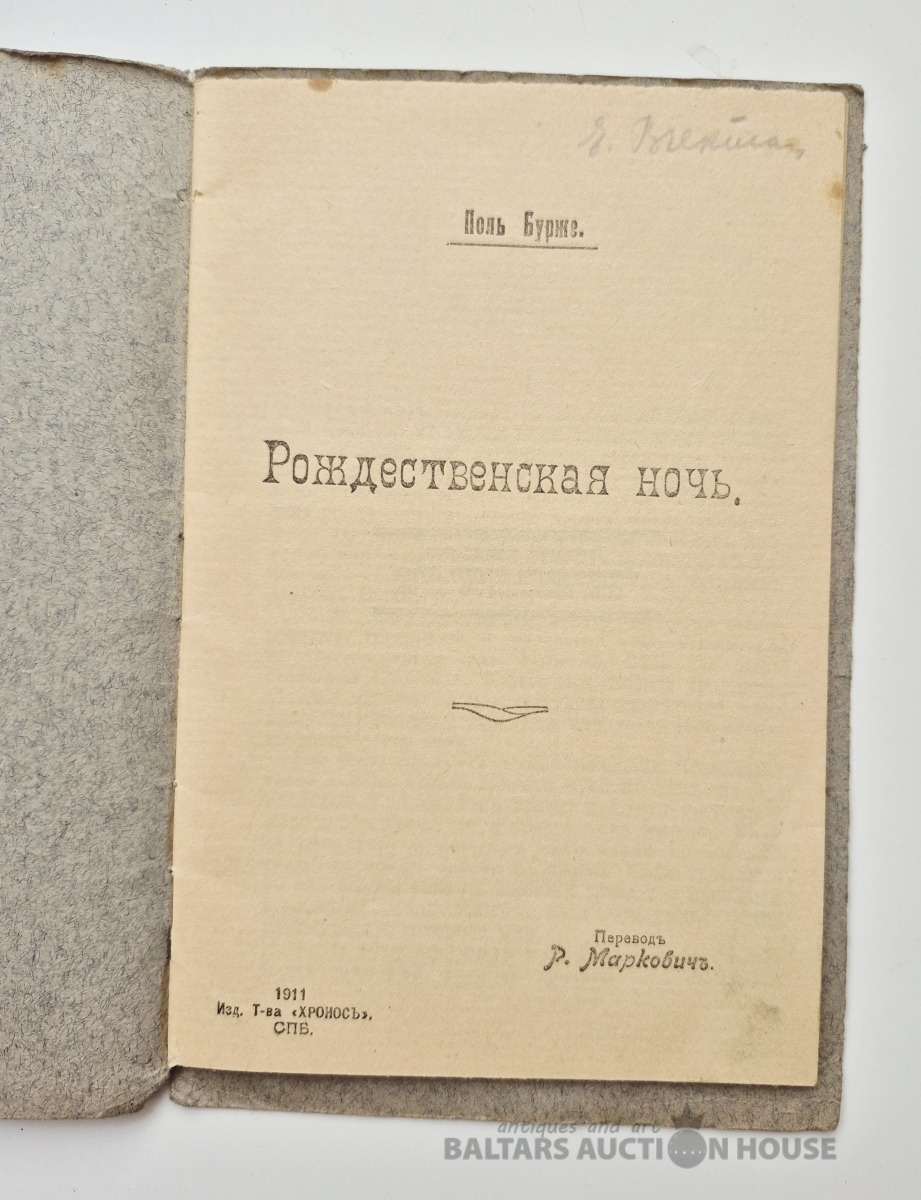 Поль Бурже.
Рождественская ночь.
Переводъ
Р. Марковичъ.
1911
Изд. Т-ва «ХРОНОСЪ».
СПБ.
antiques and art
BALTARS AUCTION HOUSE